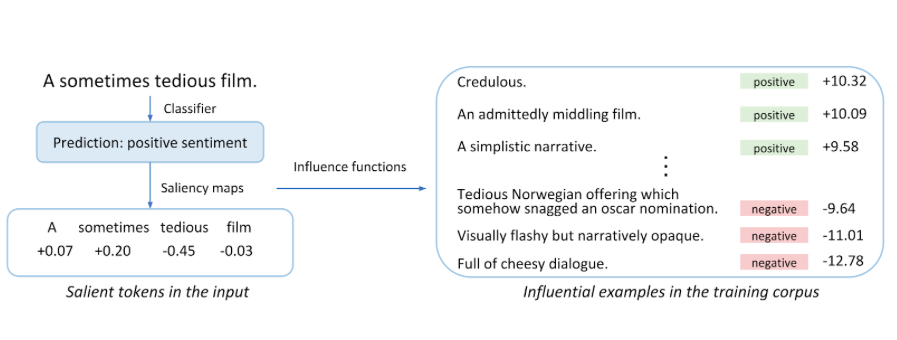 A sometimes tedious film.
Classifier
Prediction: positive sentiment
Saliency maps
A sometimes tedious film
+0.07 +0.20 -0.45 -0.03
Salient tokens in the input
Influence functions
Credulous. positive +10.32
An admittedly middling film. positive +10.09
A simplistic narrative. positive +9.58
⋮
Tedious Norwegian offering which
somehow snagged an oscar nomination. negative -9.64
Visually flashy but narratively opaque. negative -11.01
Full of cheesy dialogue. negative -12.78
Influential examples in the training corpus